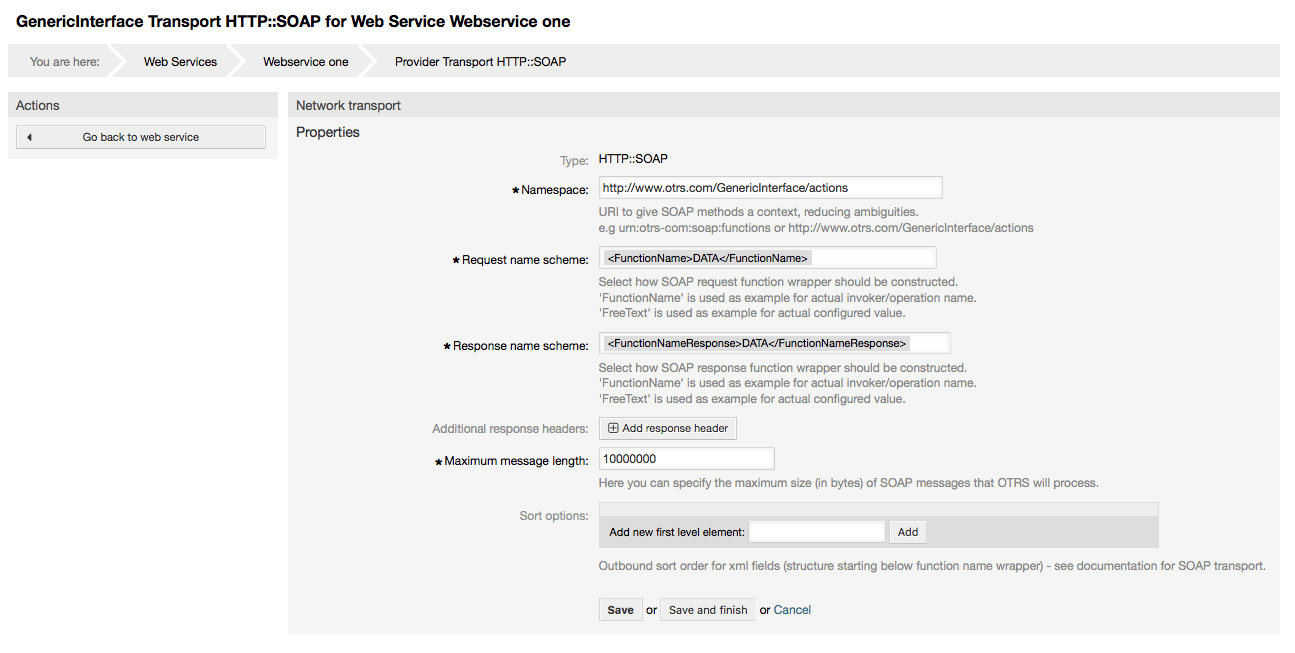 GenericInterface Transport HTTP::SOAP for Web Service Webservice one
You are here: Web Services Webservice one Provider Transport HTTP::SOAP
Actions
Go back to web service
Network transport
Properties
Type: HTTP::SOAP
★ Namespace: http://www.otrs.com/GenericInterface/actions
URI to give SOAP methods a context, reducing ambiguities.
e.g urn:otrs-com:soap:functions or http://www.otrs.com/GenericInterface/actions
★ Request name scheme: <FunctionName>DATA</FunctionName>
Select how SOAP request function wrapper should be constructed.
'FunctionName' is used as example for actual invoker/operation name.
'FreeText' is used as example for actual configured value.
★ Response name scheme: <FunctionNameResponse>DATA</FunctionNameResponse>
Select how SOAP response function wrapper should be constructed.
'FunctionName' is used as example for actual invoker/operation name.
'FreeText' is used as example for actual configured value.
Additional response headers: Add response header
★ Maximum message length: 10000000
Here you can specify the maximum size (in bytes) of SOAP messages that OTRS will process.
Sort options:
Add new first level element: Add
Outbound sort order for xml fields (structure starting below function name wrapper) - see documentation for SOAP transport.
Save or Save and finish or Cancel